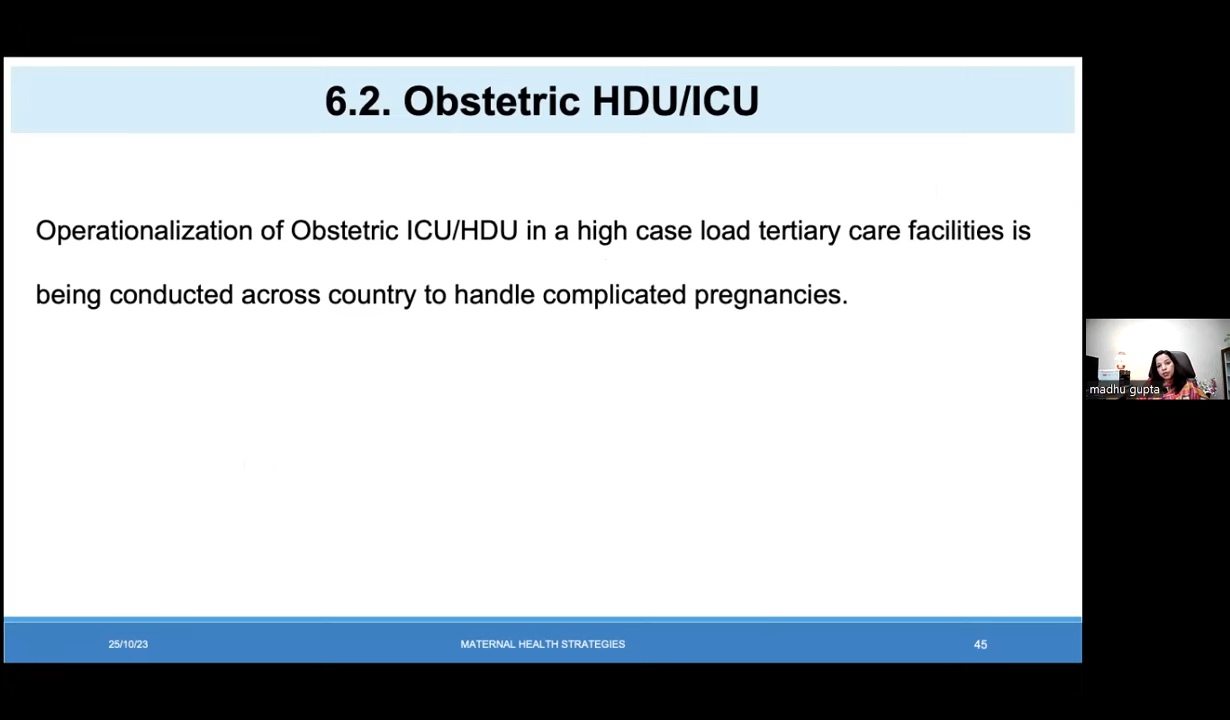 6.2. Obstetric HDU/ICU
Operationalization of Obstetric ICU/HDU in a high case load tertiary care facilities is
being conducted across country to handle complicated pregnancies.
madhu gupta
25/10/23
MATERNAL HEALTH STRATEGIES
45